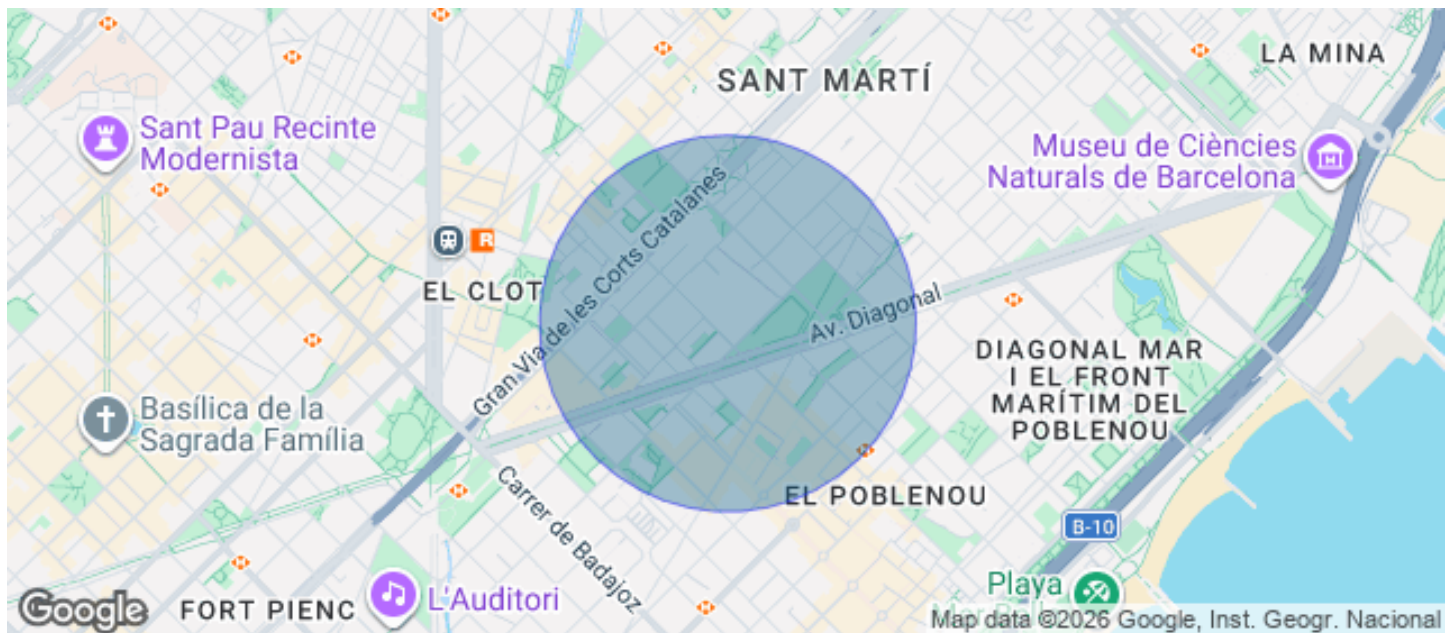 LA MINA
SANT MARTÍ
Sant Pau Recinte
Modernista
Museu de Ciències
Naturals de Barcelona
R
EL CLOT
Gran Via de les Corts Catalanes
Av. Diagonal
DIAGONAL MAR
I EL FRONT
MARÍTIM DEL
POBLENOU
Basílica de la
Sagrada Família
Carrer de Badajoz
EL POBLENOU
B-10
Playa
L'Auditori
FORT PIENC
Google
Map data ©2026 Google, Inst. Geogr. Nacional